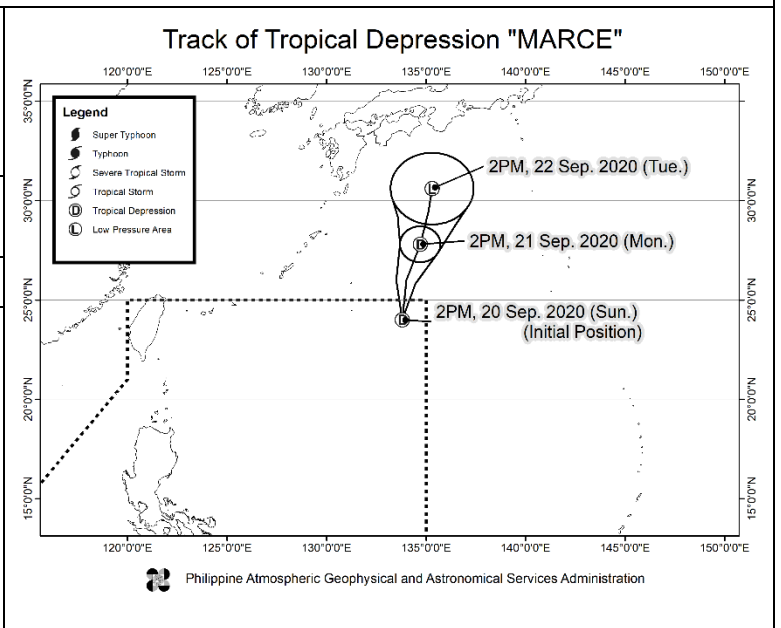 Track of Tropical Depression "MARCE"
120°0'0"E 125°0'0"E 130°0'0"E 135°0'0"E 140°0'0"E 145°0'0"E 150°0'0"E
35°0'0"N
35°0'0"N
Legend
Super Typhoon
Typhoon
Severe Tropical Storm
Tropical Storm
D Tropical Depression
L Low Pressure Area
L
2PM, 22 Sep. 2020 (Tue.)
30°0'0"N
30°0'0"N
D
2PM, 21 Sep. 2020 (Mon.)
25°0'0"N
25°0'0"N
D
2PM, 20 Sep. 2020 (Sun.)
(Initial Position)
20°0'0"N
20°0'0"N
15°0'0"N
15°0'0"N
120°0'0"E 125°0'0"E 130°0'0"E 135°0'0"E 140°0'0"E 145°0'0"E 150°0'0"E
Philippine Atmospheric Geophysical and Astronomical Services Administration